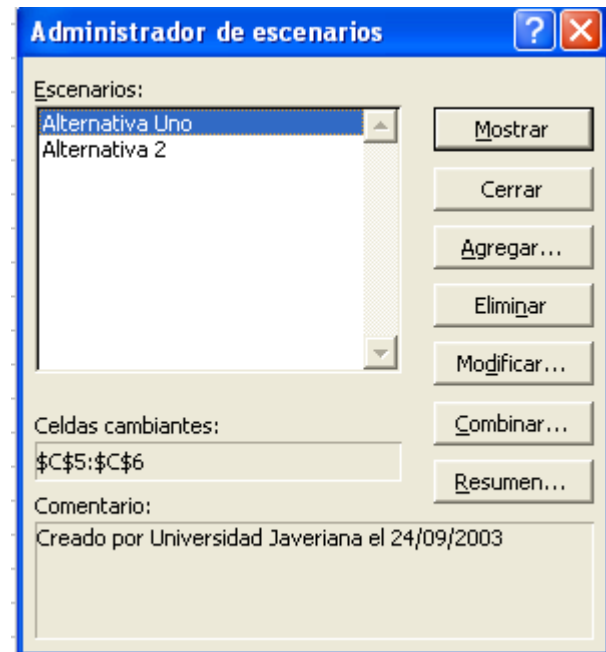 Administrador de escenarios
Escenarios:
Alternativa Uno
Alternativa 2
Mostrar
Cerrar
Agregar...
Eliminar
Modificar...
Combinar...
Resumen...
Celdas cambiantes:
$C$5:$C$6
Comentario:
Creado por Universidad Javeriana el 24/09/2003